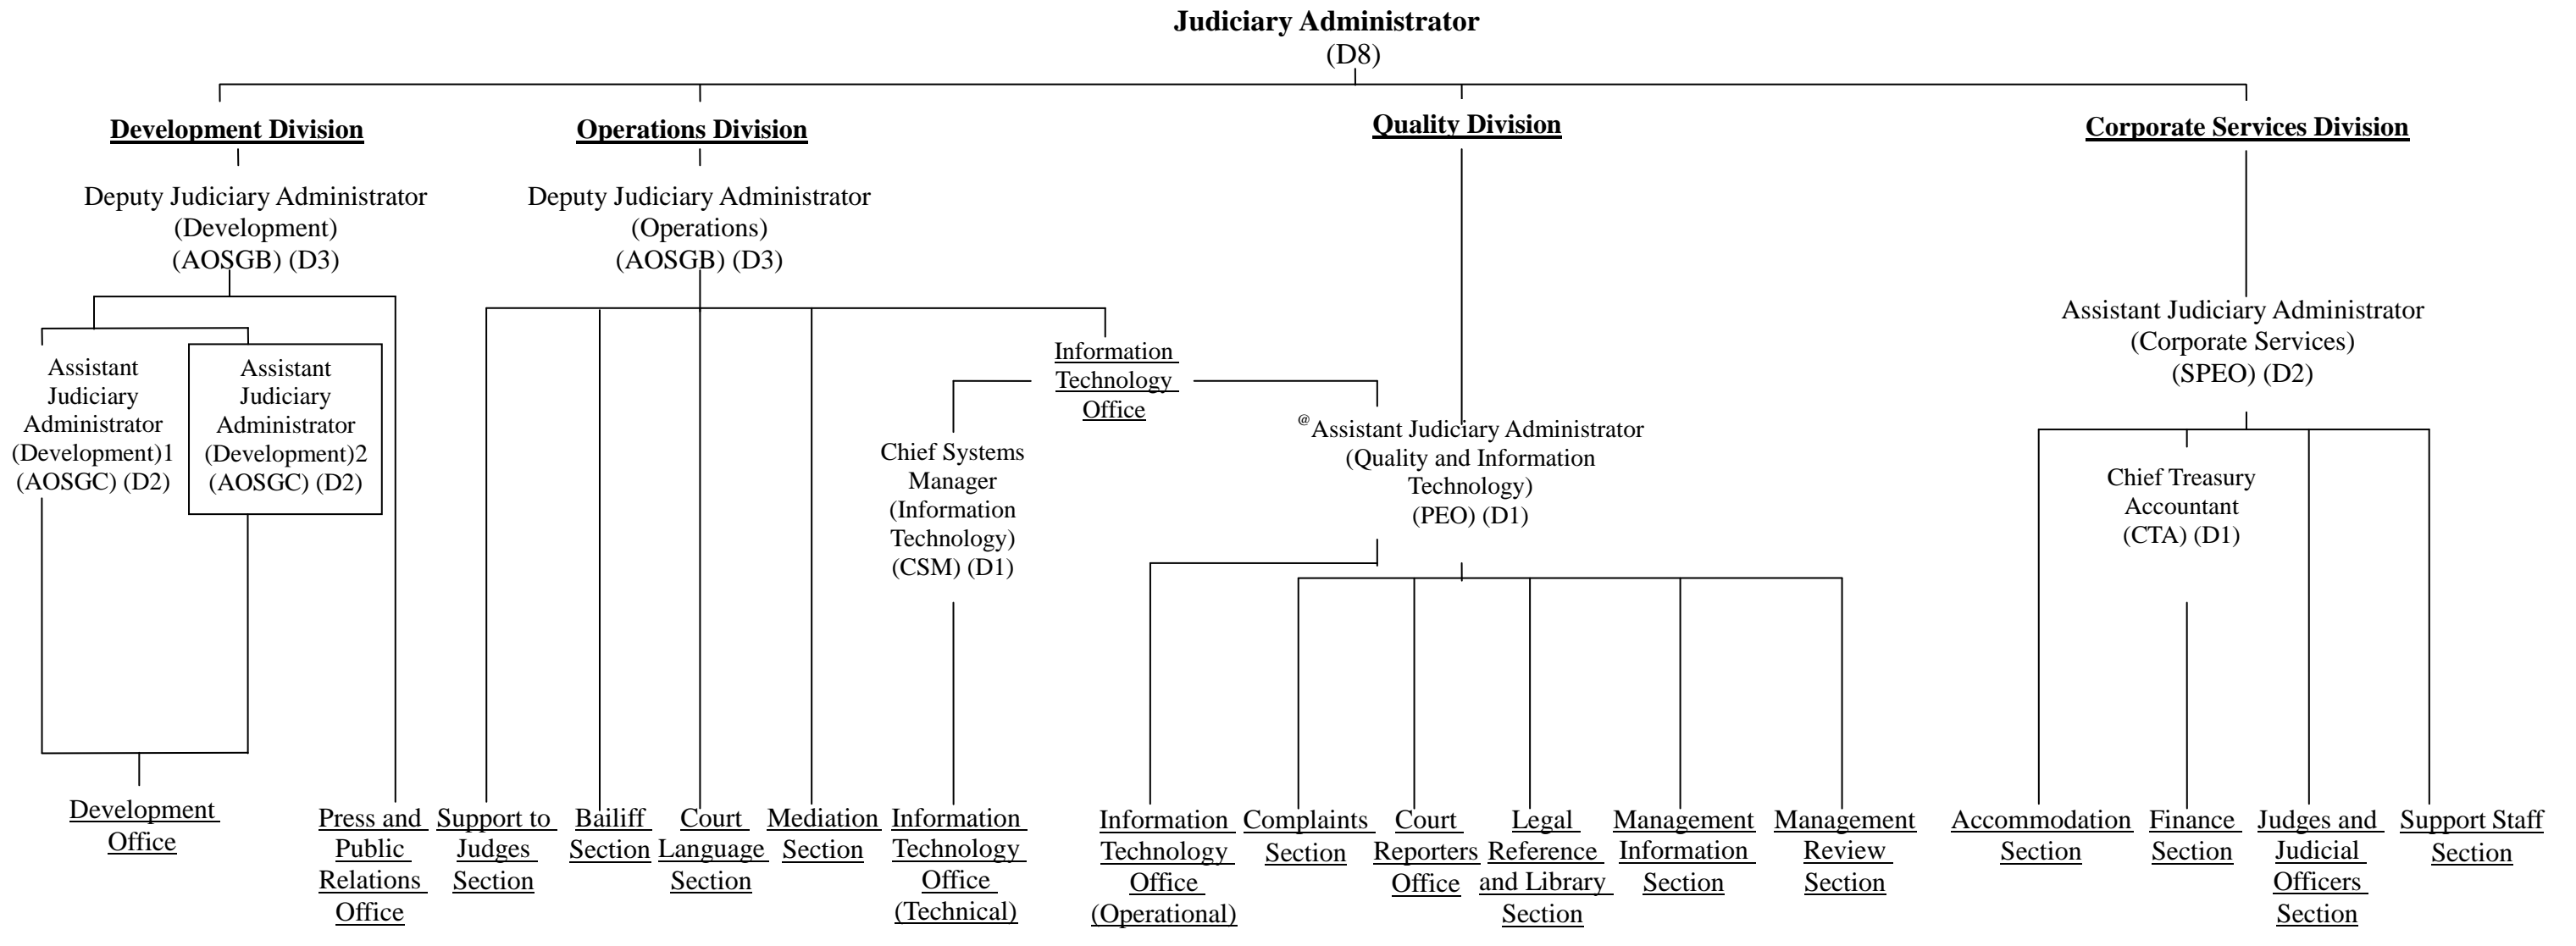 Judiciary Administrator
(D8)
Development Division
Operations Division
Quality Division
Corporate Services Division
Deputy Judiciary Administrator
(Development)
(AOSGB) (D3)
Deputy Judiciary Administrator
(Operations)
(AOSGB) (D3)
Assistant Judiciary Administrator
(Corporate Services)
(SPEO) (D2)
Assistant
Judiciary
Administrator
(Development)1
(AOSGC) (D2)
Assistant
Judiciary
Administrator
(Development)2
(AOSGC) (D2)
Information
Technology
Office
Chief Systems
Manager
(Information
Technology)
(CSM) (D1)
@Assistant Judiciary Administrator
(Quality and Information
Technology)
(PEO) (D1)
Chief Treasury
Accountant
(CTA) (D1)
Development
Office
Press and
Public
Relations
Office
Support to
Judges
Section
Bailiff
Section
Court
Language
Section
Mediation
Section
Information
Technology
Office
(Technical)
Information
Technology
Office
(Operational)
Complaints
Section
Court
Reporters
Office
Legal
Reference
and Library
Section
Management
Information
Section
Management
Review
Section
Accommodation
Section
Finance
Section
Judges and
Judicial
Officers
Section
Support Staff
Section